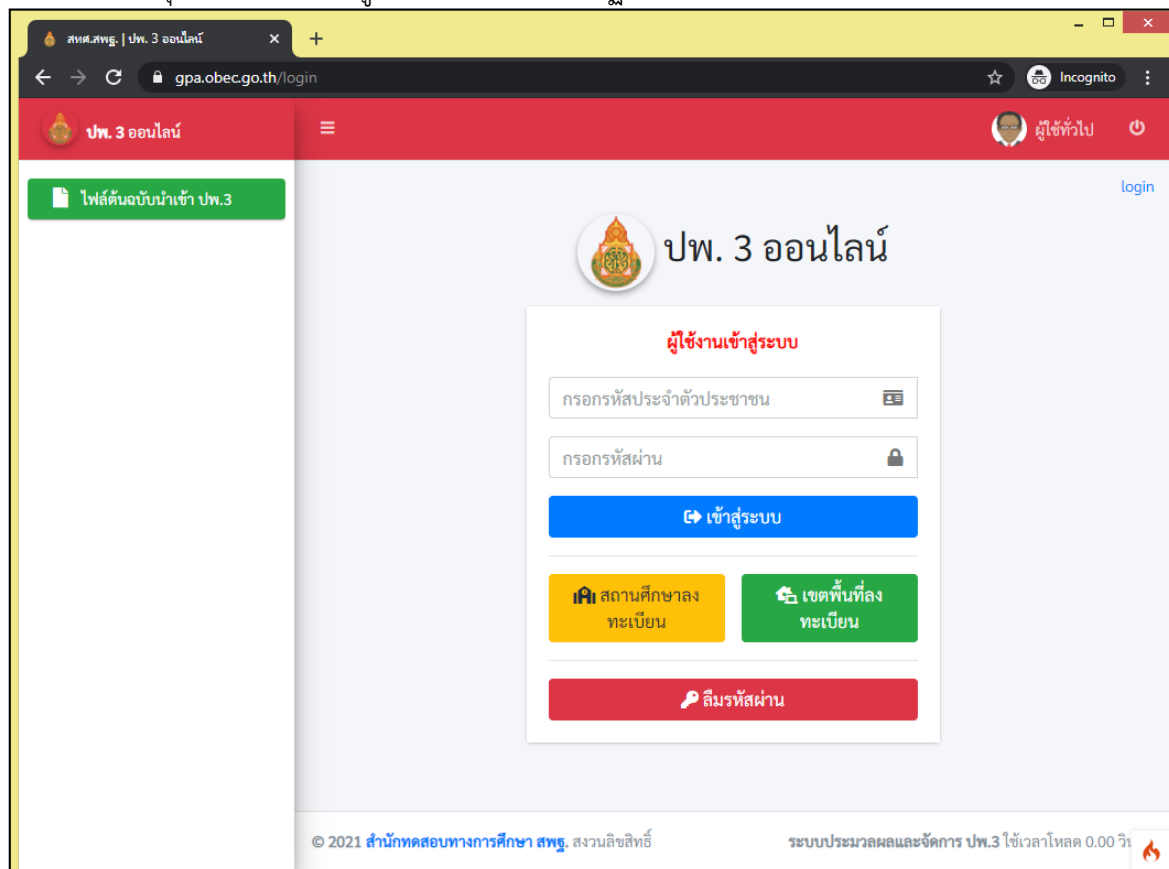 สทศ.สพฐ. | ปพ. 3 ออนไลน์
gpa.obec.go.th/login
Incognito
ปพ. 3 ออนไลน์
ผู้ใช้ทั่วไป
ไฟล์ต้นฉบับนำเข้า ปพ.3
login
ปพ. 3 ออนไลน์
ผู้ใช้งานเข้าสู่ระบบ
กรอกรหัสประจำตัวประชาชน
กรอกรหัสผ่าน
เข้าสู่ระบบ
สถานศึกษาลง
ทะเบียน
เขตพื้นที่ลง
ทะเบียน
ลืมรหัสผ่าน
© 2021 สำนักทดสอบทางการศึกษา สพฐ. สงวนลิขสิทธิ์
ระบบประมวลผลและจัดการ ปพ.3 ใช้เวลาโหลด 0.00